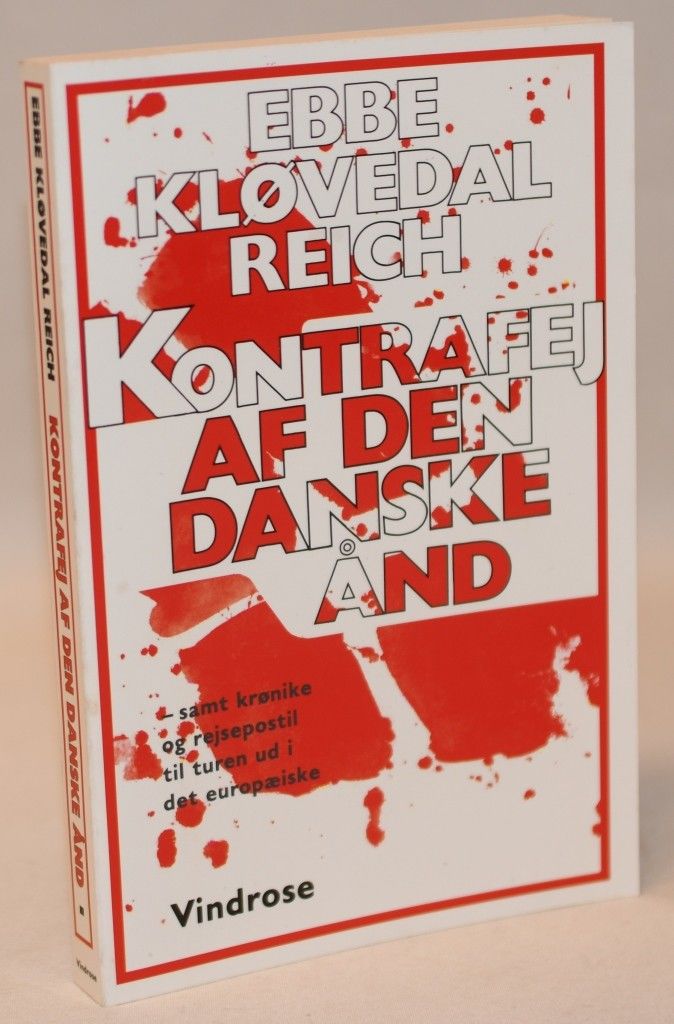 EBBE
KLØVEDAL
REICH
KONTRAFEJ
AF DEN
DANSKE
ÅND
– samt krønike
og rejsepostil
til turen ud i
det europæiske
Vindrose
EBBE KLØVEDAL REICH KONTRAFEJ AF DEN DANSKE ÅND
Vindrose